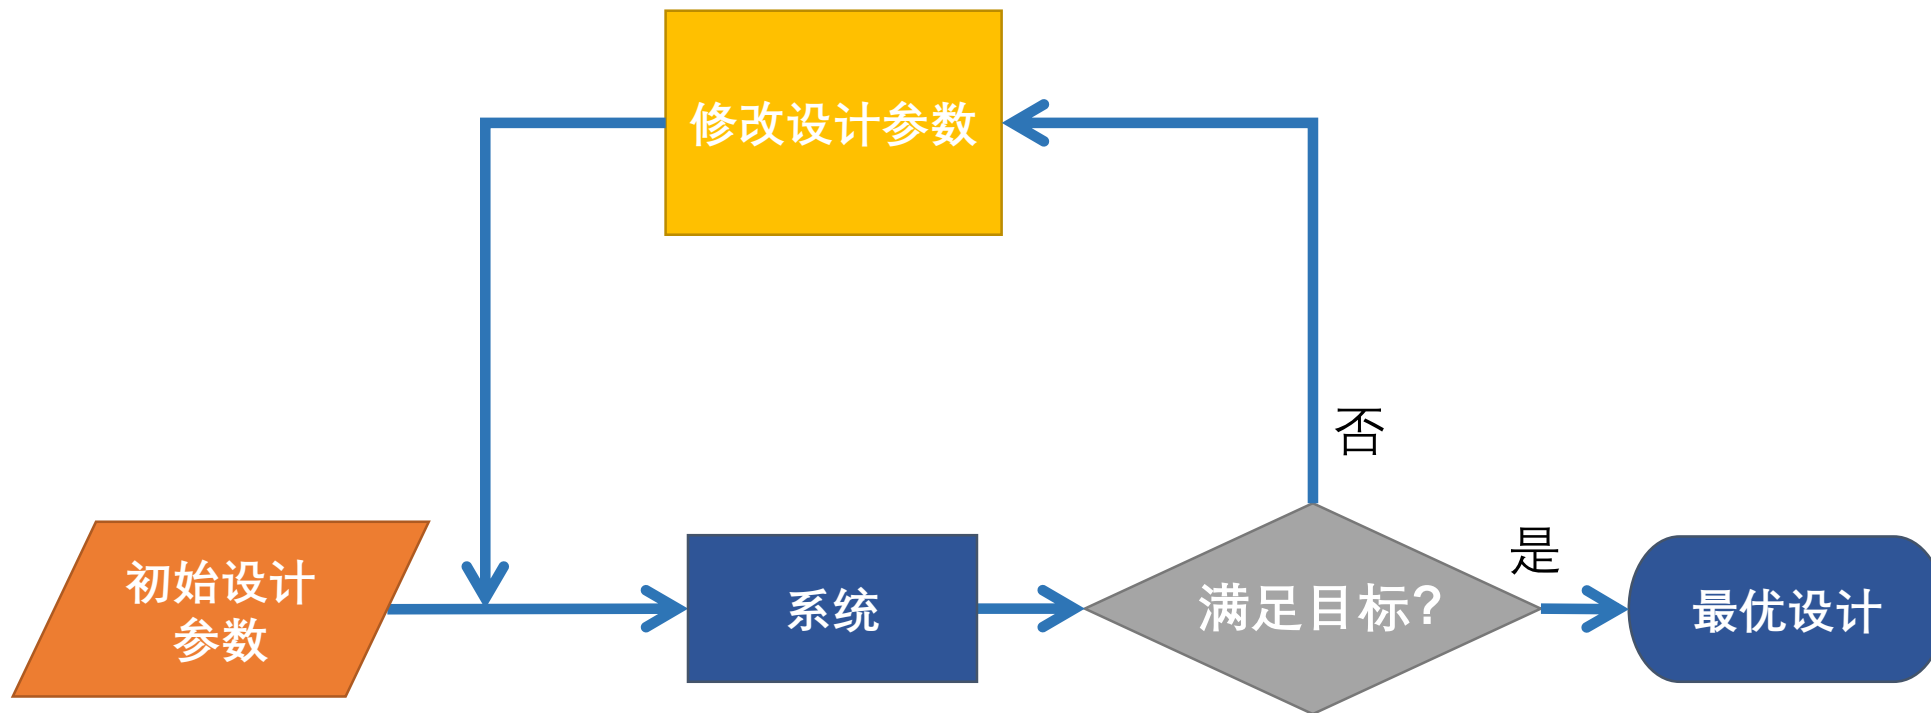 修改设计参数
否
是
初始设计
参数
系统
满足目标?
最优设计